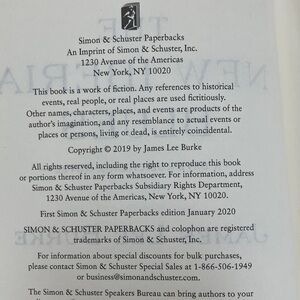 Simon & Schuster Paperbacks
An Imprint of Simon & Schuster, Inc.
1230 Avenue of the Americas
New York, NY 10020
This book is a work of fiction. Any references to historical
events, real people, or real places are used fictitiously.
Other names, characters, places, and events are products of the
author's imagination, and any resemblance to actual events or
places or persons, living or dead, is entirely coincidental.
Copyright © 2019 by James Lee Burke
All rights reserved, including the right to reproduce this book
or portions thereof in any form whatsoever. For information, address
Simon & Schuster Paperbacks Subsidiary Rights Department,
1230 Avenue of the Americas, New York, NY 10020.
First Simon & Schuster Paperbacks edition January 2020
SIMON & SCHUSTER PAPERBACKS and colophon are registered
trademarks of Simon & Schuster, Inc.
For information about special discounts for bulk purchases,
please contact Simon & Schuster Special Sales at 1-866-506-1949
or business@simonandschuster.com.
The Simon & Schuster Speakers Bureau can bring authors to your